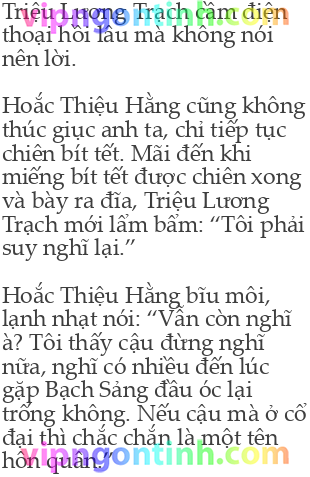 Triệu Lương Trạch cầm điện
thoại hồi lâu mà không nói
nên lời.
Hoắc Thiệu Hằng cũng không
thúc giục anh ta, chỉ tiếp tục
chiên bít tết. Mãi đến khi
miếng bít tết được chiên xong
và bày ra đĩa, Triệu Lương
Trạch mới lẩm bẩm: “Tôi phải
suy nghĩ lại.”
Hoắc Thiệu Hằng bĩu môi,
lạnh nhạt nói: “Vẫn còn nghĩ
à? Tôi thấy cậu đừng nghĩ
nữa, nghĩ có nhiều đến lúc
gặp Bạch Sảng đầu óc lại
trống không. Nếu cậu mà ở cổ
đại thì chắc chắn là một tên
hôn quân.”
vipngontinh.com
vipngontinh.com